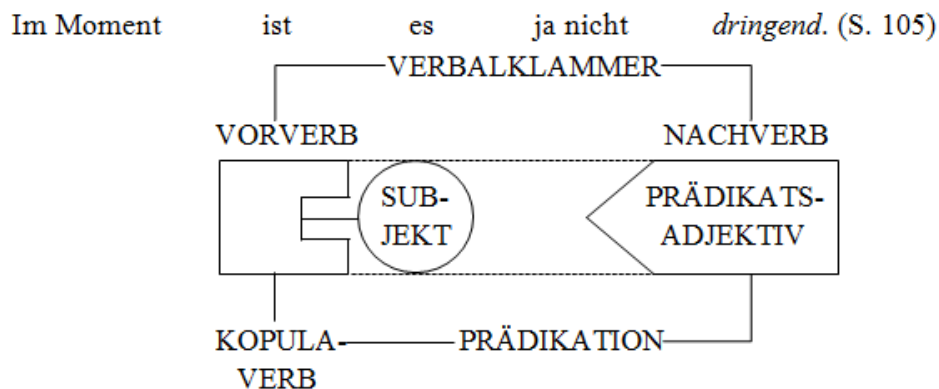 Im Moment ist es ja nicht dringend. (S. 105)
VERBALKLAMMER
VORVERB NACHVERB
SUB- PRÄDIKATS-
JEKT ADJEKTIV
KOPULA- PRÄDIKATION
VERB